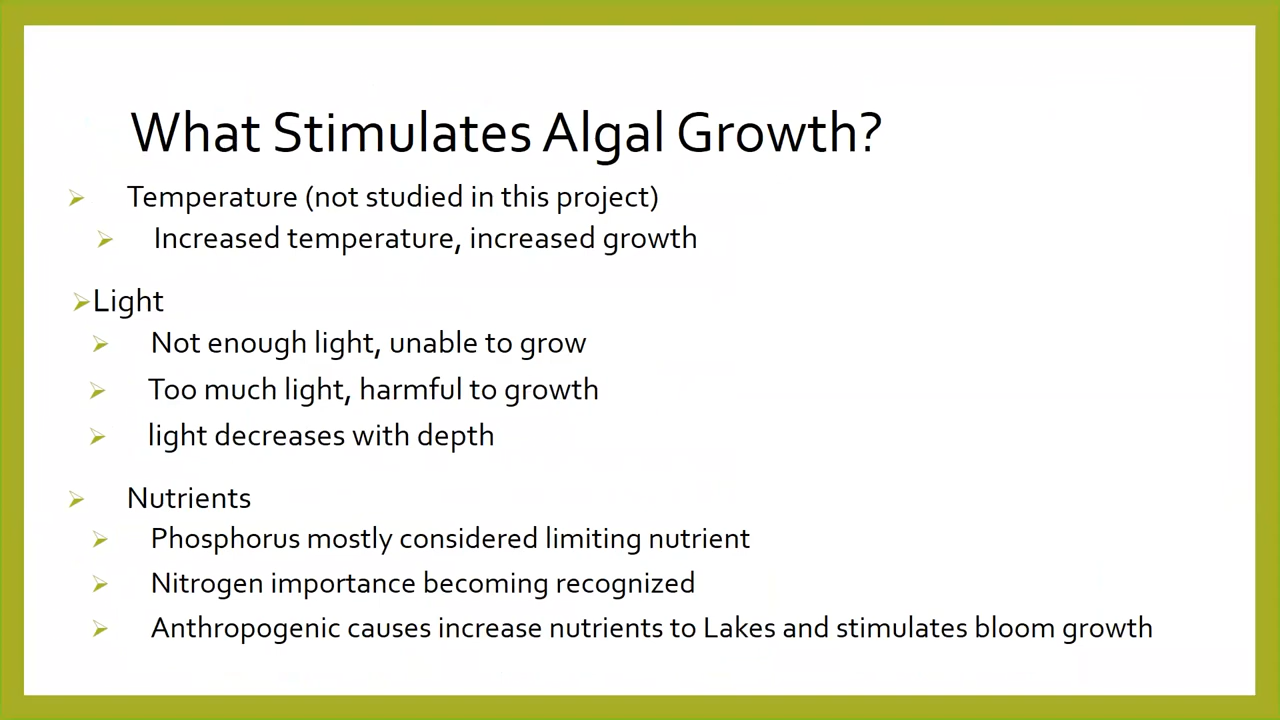 What Stimulates Algal Growth?
Temperature (not studied in this project)
Increased temperature, increased growth
Light
Not enough light, unable to grow
Too much light, harmful to growth
light decreases with depth
Nutrients
Phosphorus mostly considered limiting nutrient
Nitrogen importance becoming recognized
Anthropogenic causes increase nutrients to Lakes and stimulates bloom growth